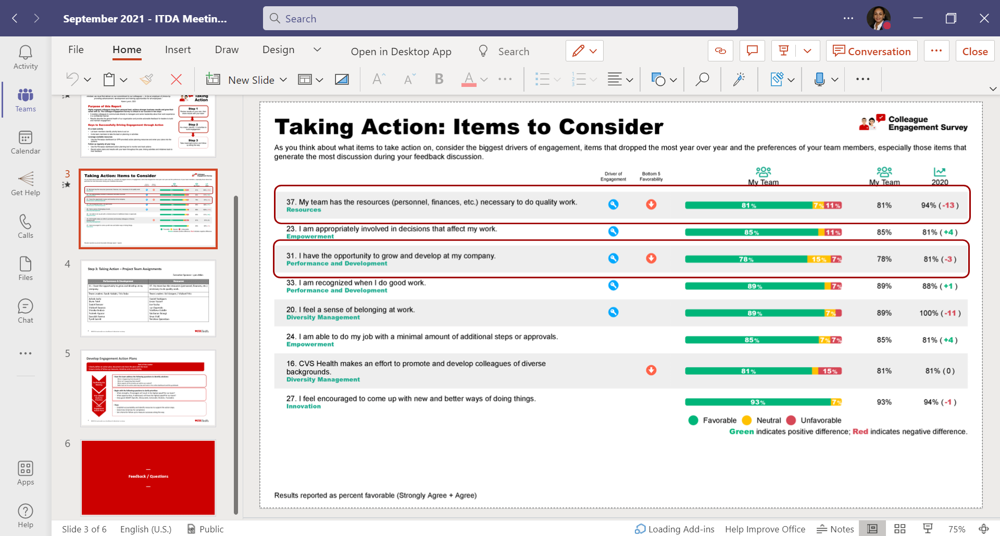 September 2021 - ITDA Meetin...
Search
Activity
Teams
Calendar
Get Help
Calls
Files
Chat
Apps
Help
File
Home
Insert
Draw
Design
Open in Desktop App
Search
Conversation
Close
New Slide
A
A
B
A
Taking
Action
Purpose of this Report
Keys to Successfully Driving Engagement through Action
Step 1
Step 2
Step 3
3
Taking Action: Items to Consider
4
Step 3: Taking Action – Project Team Assignments
Performance & Development
Resources
5
Develop Engagement Action Plans
6
Feedback / Questions
Taking Action: Items to Consider
Colleague
Engagement Survey
As you think about what items to take action on, consider the biggest drivers of engagement, items that dropped the most year over year and the preferences of your team members, especially those items that
generate the most discussion during your feedback discussion.
Driver of
Engagement
Bottom 5
Favorability
My Team
My Team
2020
37. My team has the resources (personnel, finances, etc.) necessary to do quality work.
Resources
81%
7%
11%
81%
94% ( -13 )
23. I am appropriately involved in decisions that affect my work.
Empowerment
85%
11%
85%
81% ( +4 )
31. I have the opportunity to grow and develop at my company.
Performance and Development
78%
15%
7%
78%
81% ( -3 )
33. I am recognized when I do good work.
Performance and Development
89%
7%
89%
88% ( +1 )
20. I feel a sense of belonging at work.
Diversity Management
89%
7%
89%
100% ( -11 )
24. I am able to do my job with a minimal amount of additional steps or approvals.
Empowerment
85%
7%
7%
85%
81% ( +4 )
16. CVS Health makes an effort to promote and develop colleagues of diverse
backgrounds.
Diversity Management
81%
15%
81%
81% ( 0 )
27. I feel encouraged to come up with new and better ways of doing things.
Innovation
93%
7%
93%
94% ( -1 )
Favorable
Neutral
Unfavorable
Green indicates positive difference; Red indicates negative difference.
Results reported as percent favorable (Strongly Agree + Agree)
Slide 3 of 6
English (U.S.)
Public
Loading Add-ins
Help Improve Office
Notes
75%